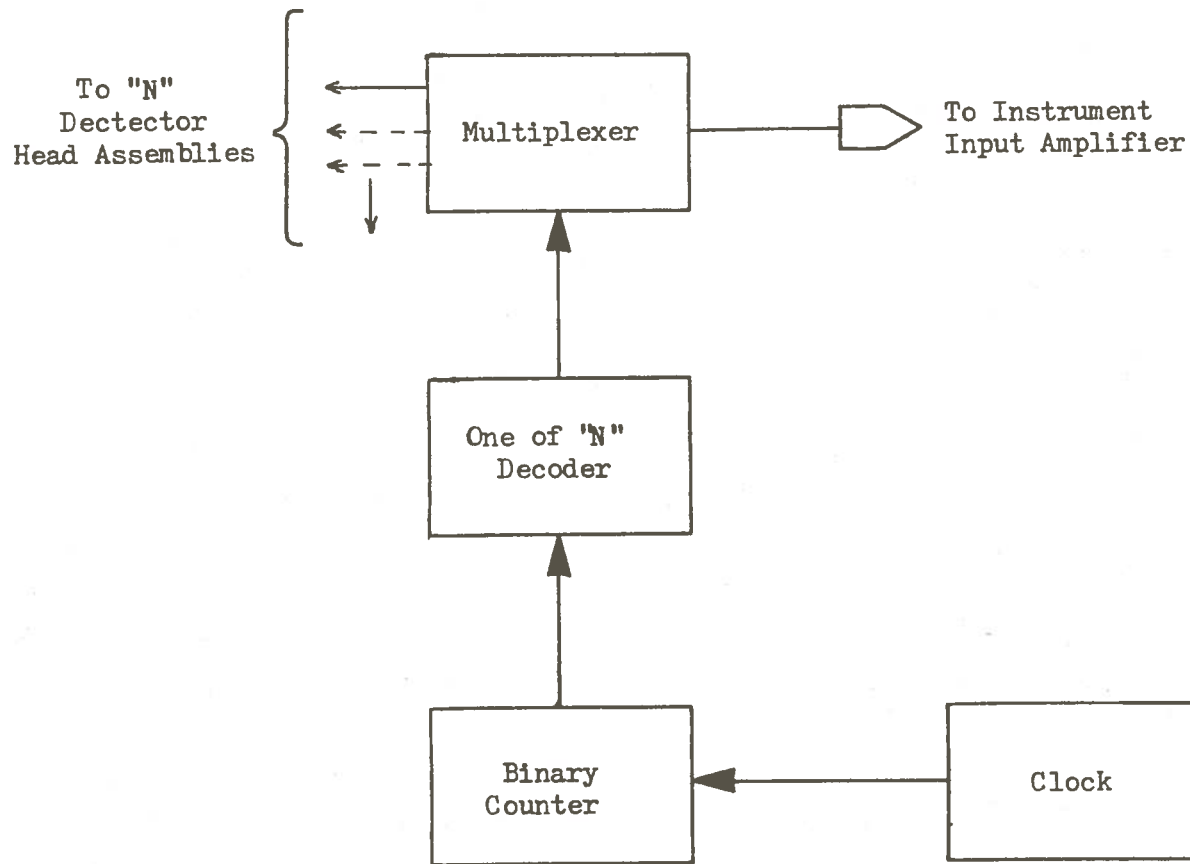 To "N"
Dectector
Head Assemblies
Multiplexer
To Instrument
Input Amplifier
One of "N"
Decoder
Binary
Counter
Clock